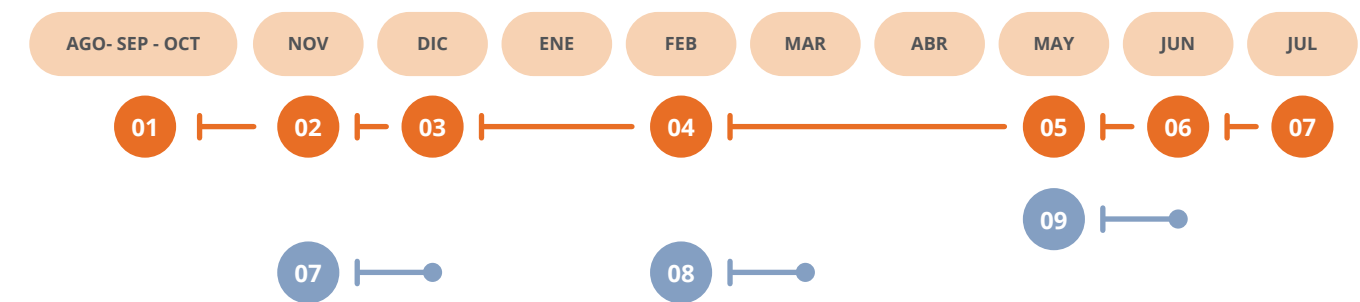 AGO- SEP - OCT NOV DIC ENE FEB MAR ABR MAY JUN JUL
01 02 03 04 05 06 07
09
07 08